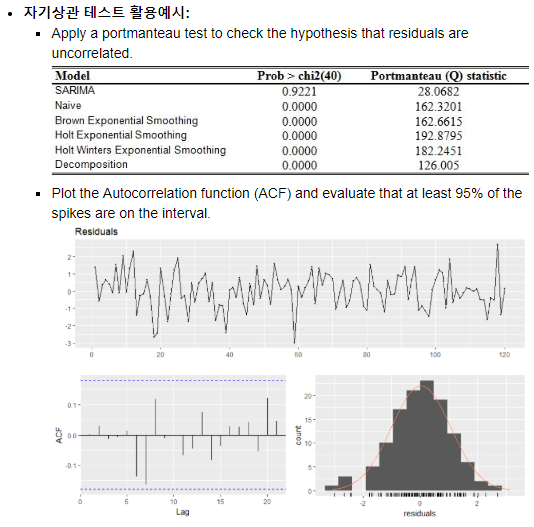 자기상관 테스트 활용예시:
Apply a portmanteau test to check the hypothesis that residuals are
uncorrelated.
Model Prob > chi2(40) Portmanteau (Q) statistic
SARIMA 0.9221 28.0682
Naive 0.0000 162.3201
Brown Exponential Smoothing 0.0000 162.6615
Holt Exponential Smoothing 0.0000 192.8795
Holt Winters Exponential Smoothing 0.0000 182.2451
Decomposition 0.0000 126.005
Plot the Autocorrelation function (ACF) and evaluate that at least 95% of the
spikes are on the interval.
Residuals
2
1
0
-1
-2
-3
0 20 40 60 80 100 120
ACF
0.1
0.0
-0.1
0 5 10 15 20
Lag
count
20
15
10
5
0
-2 0 2
residuals